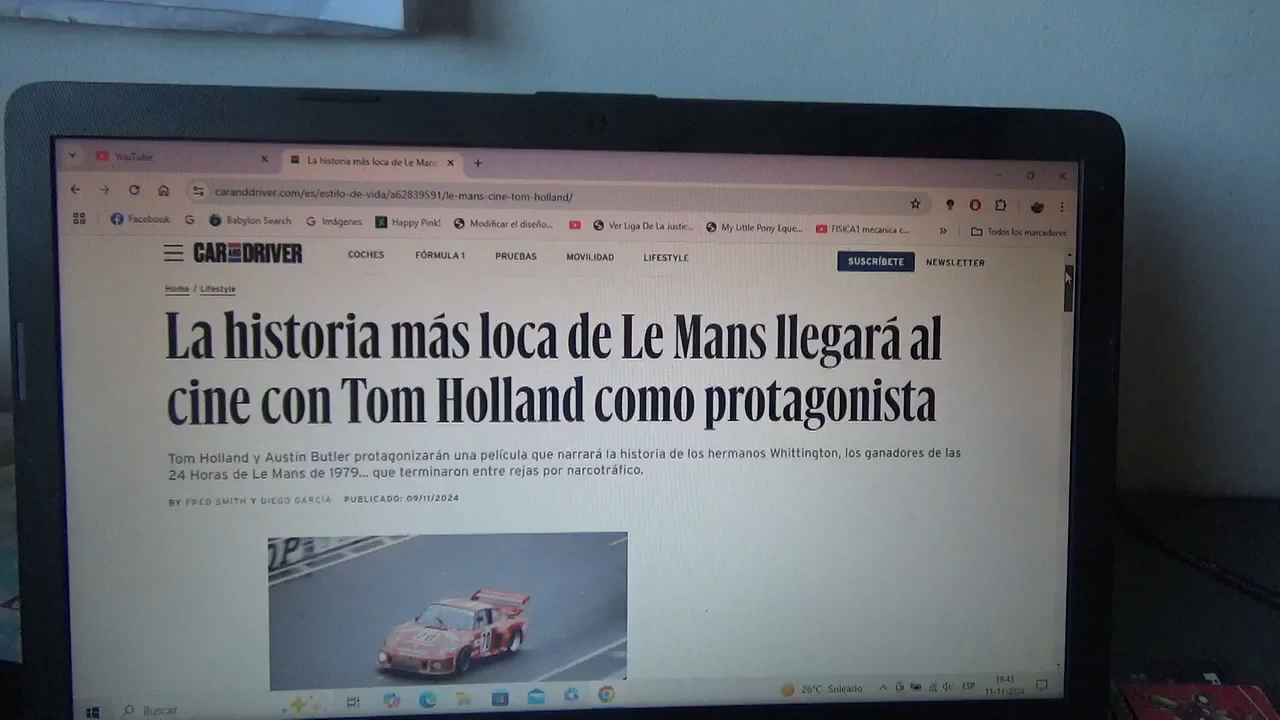 YouTube
La historia más loca de Le Mans
caranddriver.com/es/estilo-de-vida/a62839591/le-mans-cine-tom-holland/
Facebook
Babylon Search
Imágenes
Happy Pink!
Modificar el diseño...
Ver Liga De La Justic...
My Little Pony Eque...
FISICA1 mecanica c...
»
Todos los marcadores
CAR AND DRIVER
COCHES
FÓRMULA 1
PRUEBAS
MOVILIDAD
LIFESTYLE
SUSCRÍBETE
NEWSLETTER
Home / Lifestyle
La historia más loca de Le Mans llegará al
cine con Tom Holland como protagonista
Tom Holland y Austin Butler protagonizarán una película que narrará la historia de los hermanos Whittington, los ganadores de las
24 Horas de Le Mans de 1979... que terminaron entre rejas por narcotráfico.
BY FRED SMITH Y DIEGO GARCÍA PUBLICADO: 09/11/2024
Buscar
26°C Soleado
ESP
19:43
11-11-2024